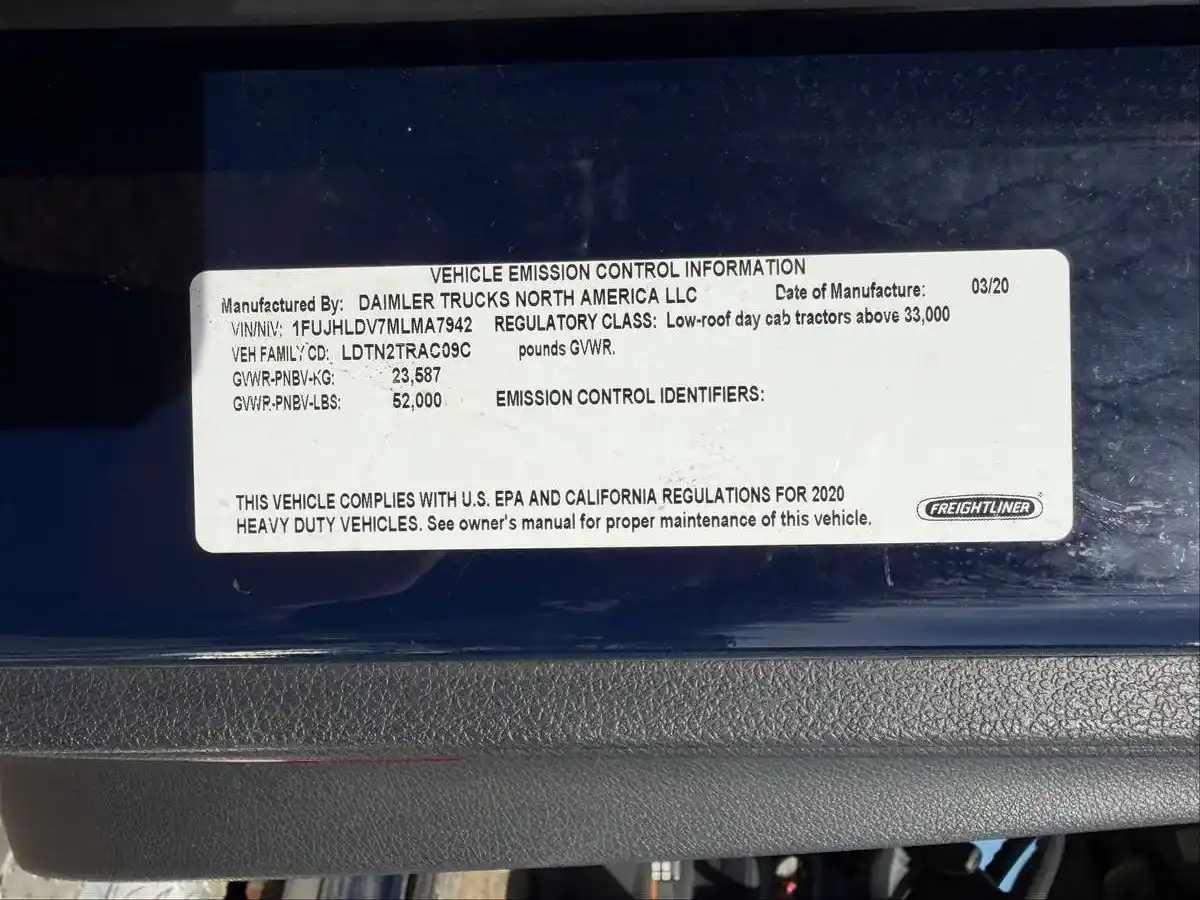 VEHICLE EMISSION CONTROL INFORMATION
Manufactured By: DAIMLER TRUCKS NORTH AMERICA LLC Date of Manufacture: 03/20
VIN/NIV: 1FUJHLDV7MLMA7942 REGULATORY CLASS: Low-roof day cab tractors above 33,000
VEH FAMILY CD: LDTN2TRAC09C pounds GVWR.
GVWR-PNBV-KG: 23,587
GVWR-PNBV-LBS: 52,000 EMISSION CONTROL IDENTIFIERS:
THIS VEHICLE COMPLIES WITH U.S. EPA AND CALIFORNIA REGULATIONS FOR 2020
HEAVY DUTY VEHICLES. See owner's manual for proper maintenance of this vehicle.
FREIGHTLINER